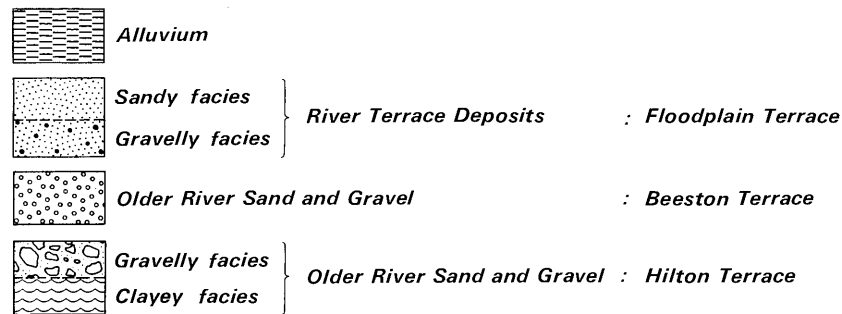 Alluvium
Sandy facies
Gravelly facies
River Terrace Deposits : Floodplain Terrace
Older River Sand and Gravel : Beeston Terrace
Gravelly facies
Clayey facies
Older River Sand and Gravel : Hilton Terrace